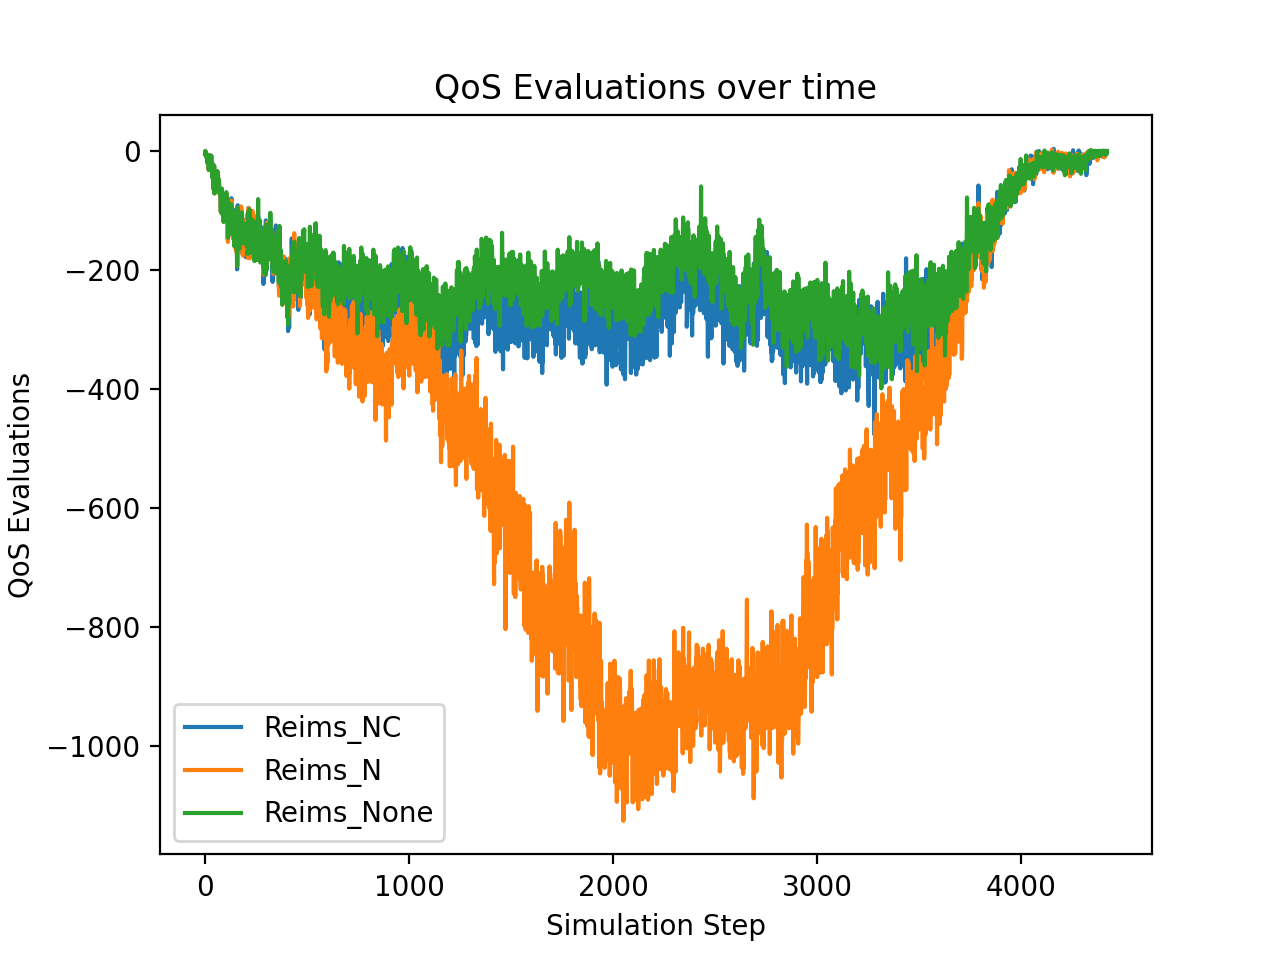 QoS Evaluations over time
QoS Evaluations
0
−200
−400
−600
−800
−1000
Reims_NC
Reims_N
Reims_None
0
1000
2000
3000
4000
Simulation Step